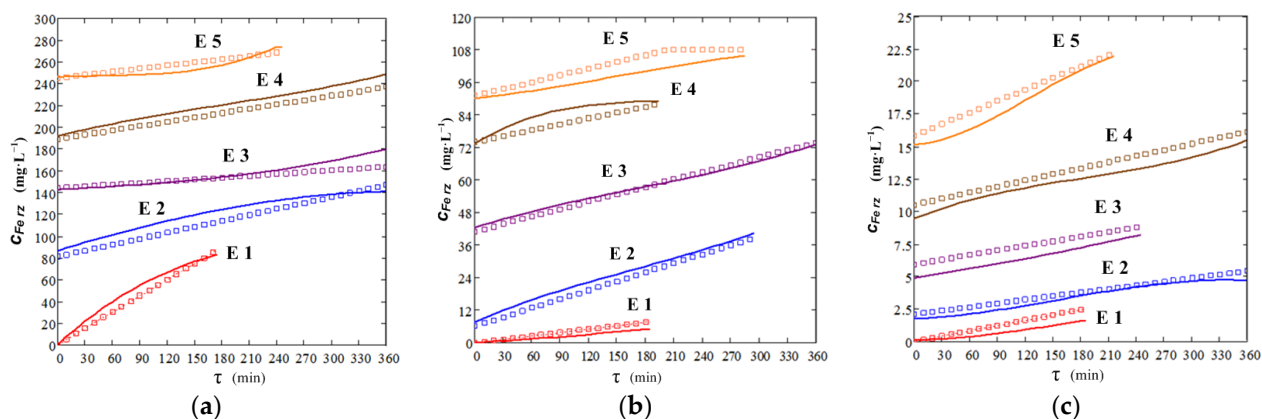 (a)
300
280
260
240
220
200
180
160
140
120
100
80
60
40
20
0
c_Fe rz (mg·L⁻¹)
E 5
E 4
E 3
E 2
E 1
0 30 60 90 120 150 180 210 240 270 300 330 360
τ (min)
(b)
120
108
96
84
72
60
48
36
24
12
0
c_Fe rz (mg·L⁻¹)
E 5
E 4
E 3
E 2
E 1
0 30 60 90 120 150 180 210 240 270 300 330 360
τ (min)
(c)
25
22.5
20
17.5
15
12.5
10
7.5
5
2.5
0
c_Fe rz (mg·L⁻¹)
E 5
E 4
E 3
E 2
E 1
0 30 60 90 120 150 180 210 240 270 300 330 360
τ (min)